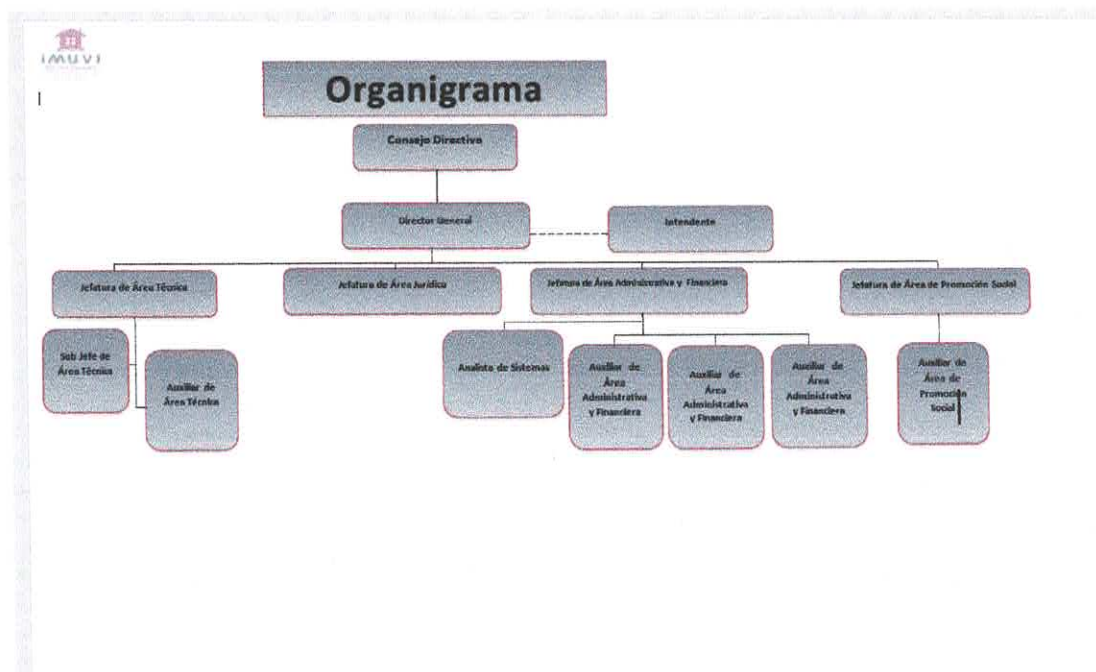 iMUVI
Organigrama
Consejo Directivo
Director General
Intendente
Jefatura de Área Técnica
Jefatura de Área Jurídica
Jefatura de Área Administrativa y Financiera
Jefatura de Área de Promoción Social
Sub Jefe de
Área Técnica
Auxiliar de
Área Técnica
Analista de Sistemas
Auxiliar de
Área
Administrativa
y Financiera
Auxiliar de
Área
Administrativa
y Financiera
Auxiliar de
Área
Administrativa
y Financiera
Auxiliar de
Área de
Promoción
Social